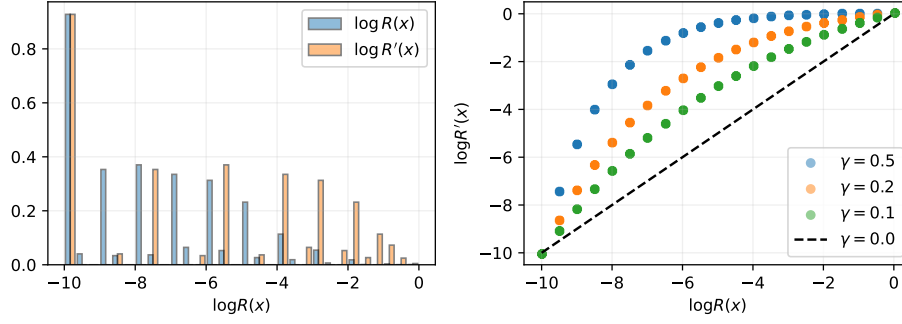 log R(x)
log R′(x)
0.8
0.6
0.4
0.2
0.0
−10
−8
−6
−4
−2
0
logR(x)
logR′(x)
0
−2
−4
−6
−8
−10
γ = 0.5
γ = 0.2
γ = 0.1
γ = 0.0
−10
−8
−6
−4
−2
0
logR(x)